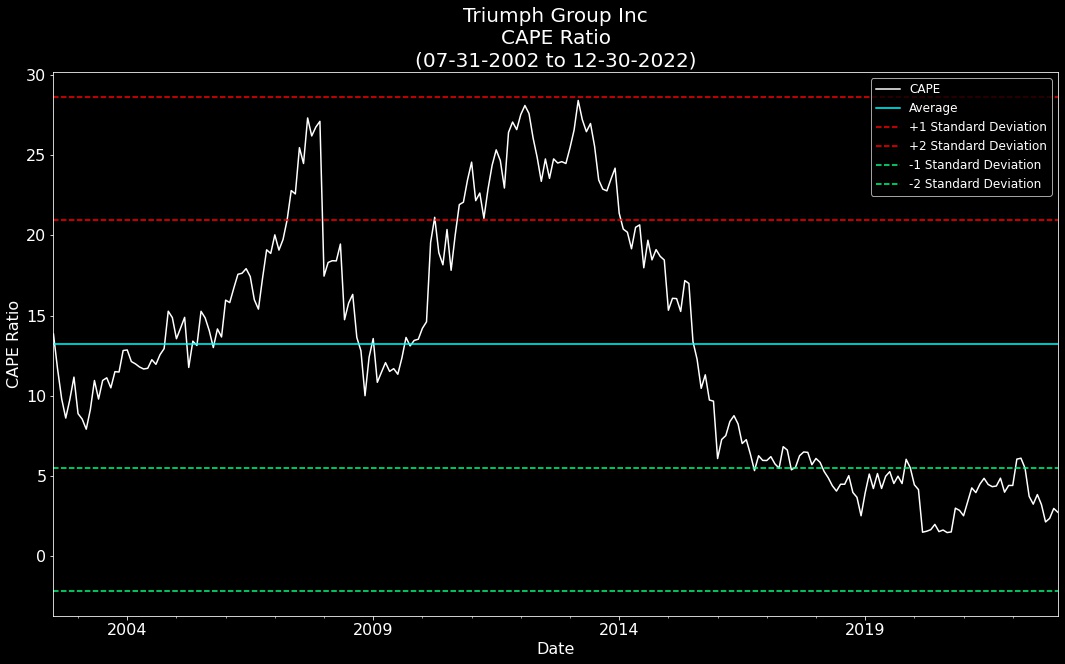 Triumph Group Inc
CAPE Ratio
(07-31-2002 to 12-30-2022)
CAPE
Average
+1 Standard Deviation
+2 Standard Deviation
-1 Standard Deviation
-2 Standard Deviation
CAPE Ratio
30
25
20
15
10
5
0
2004
2009
2014
2019
Date